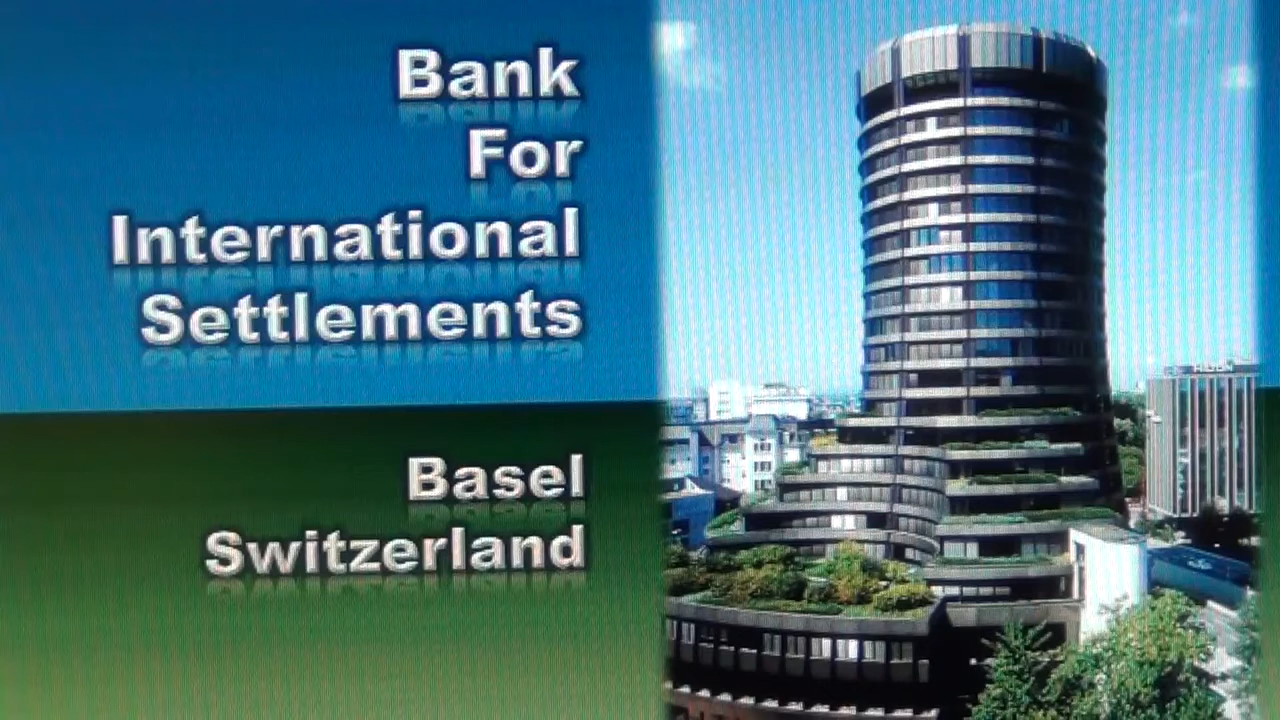 Bank
For
International
Settlements
Basel
Switzerland